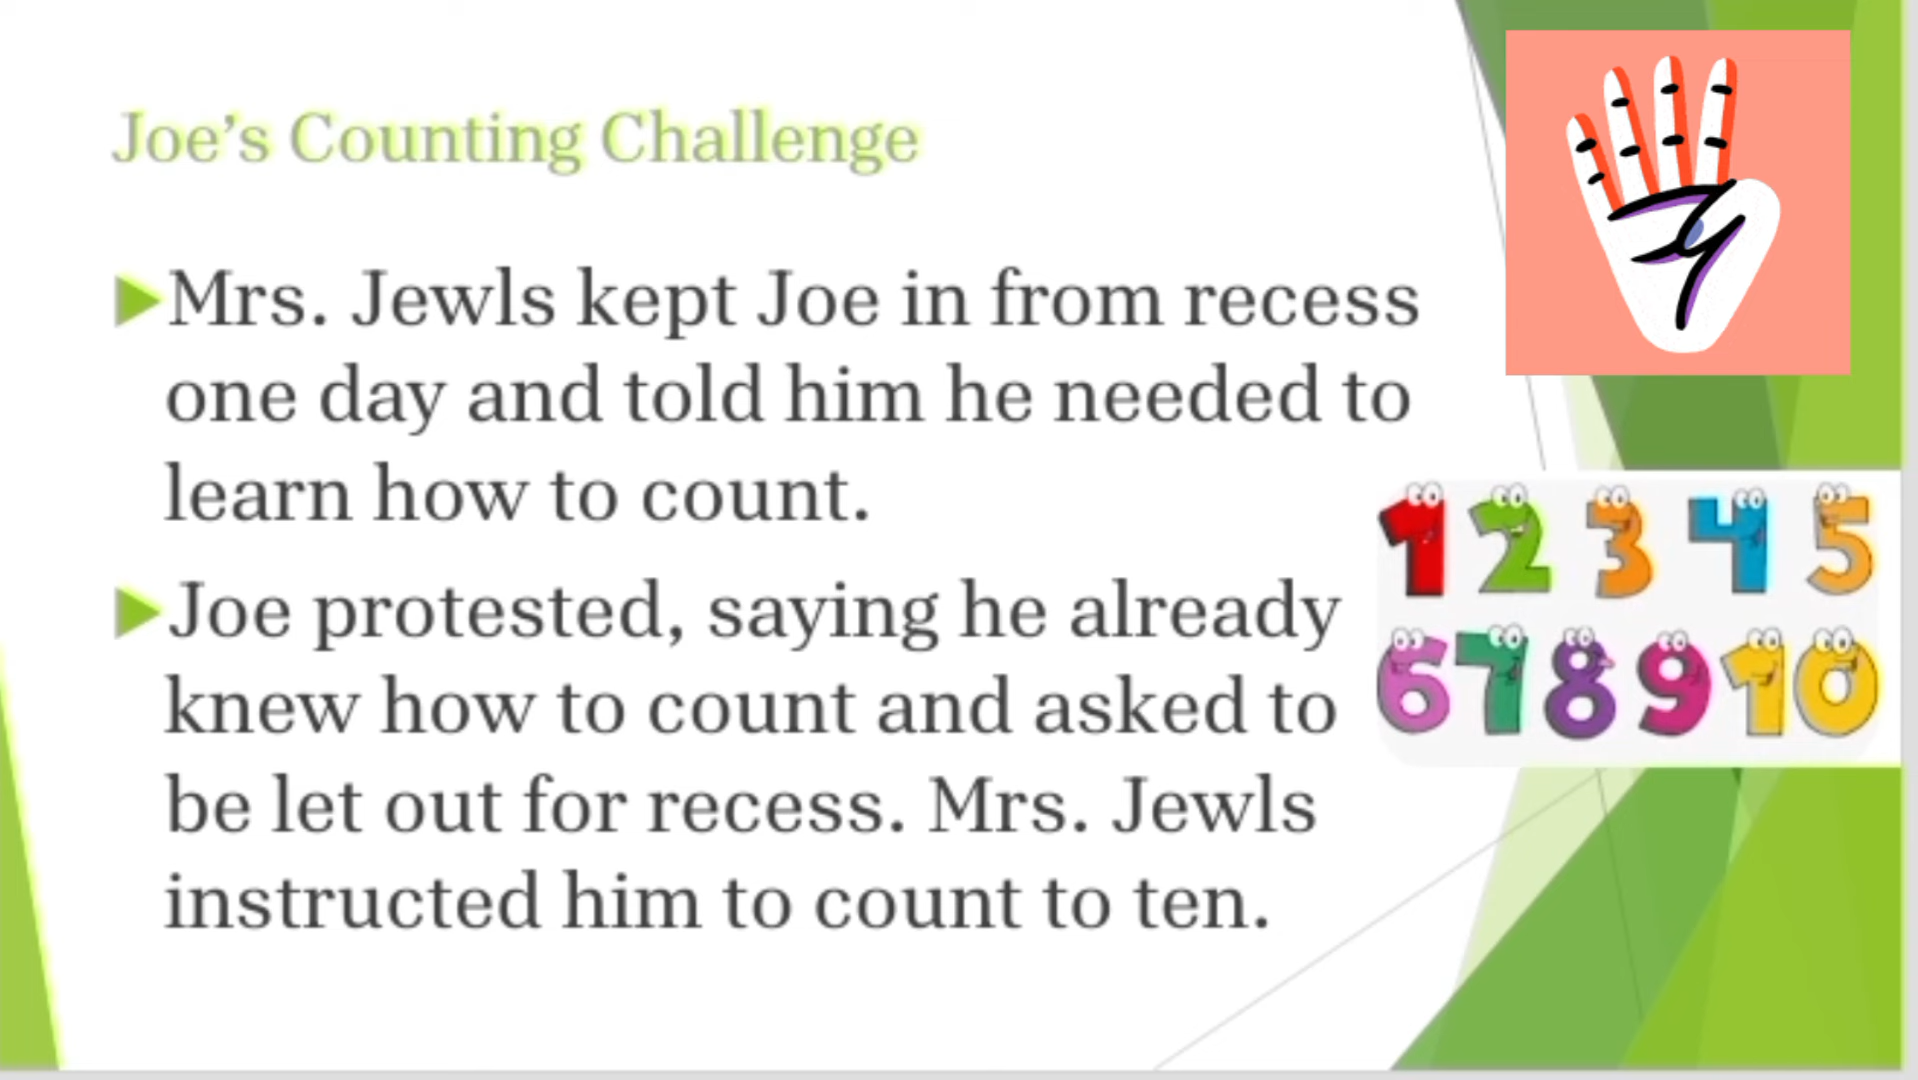 Joe’s Counting Challenge
Mrs. Jewls kept Joe in from recess
one day and told him he needed to
learn how to count.
Joe protested, saying he already
knew how to count and asked to
be let out for recess. Mrs. Jewls
instructed him to count to ten.
1 2 3 4 5
6 7 8 9 10